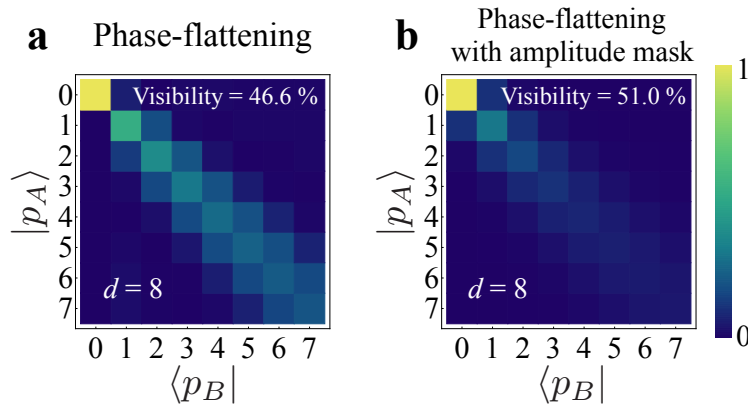 a Phase-flattening
Visibility = 46.6 %
0
1
2
3
4
5
6
7
|p_A⟩
d = 8
0 1 2 3 4 5 6 7
⟨p_B|
b Phase-flattening
with amplitude mask
Visibility = 51.0 %
0
1
2
3
4
5
6
7
|p_A⟩
d = 8
0 1 2 3 4 5 6 7
⟨p_B|
1
0